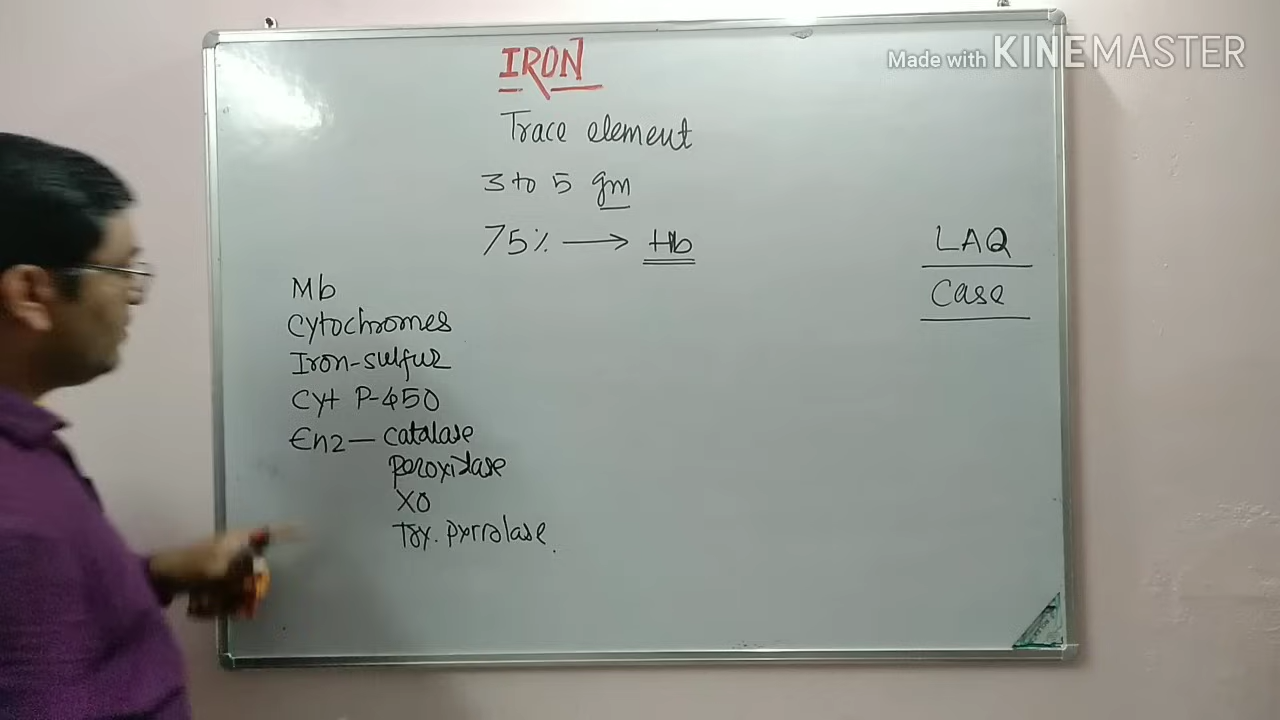 Made with KINEMASTER
IRON
Trace element
3 to 5 gm
75% → Hb
LAQ
Case
Mb
Cytochromes
Iron-sulfur
Cyt P-450
Enz — catalase
peroxidase
XO
Try. pyrrolase.